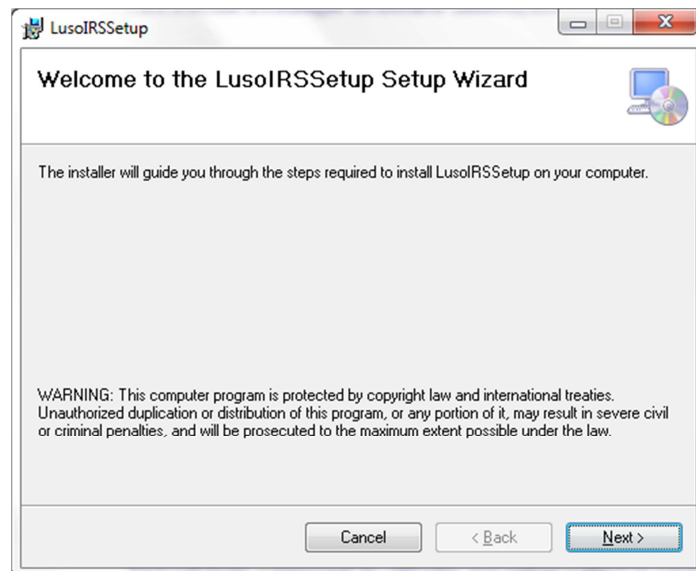 LusoIRSSetup
Welcome to the LusoIRSSetup Setup Wizard
The installer will guide you through the steps required to install LusoIRSSetup on your computer.
WARNING: This computer program is protected by copyright law and international treaties.
Unauthorized duplication or distribution of this program, or any portion of it, may result in severe civil
or criminal penalties, and will be prosecuted to the maximum extent possible under the law.
Cancel < Back Next >